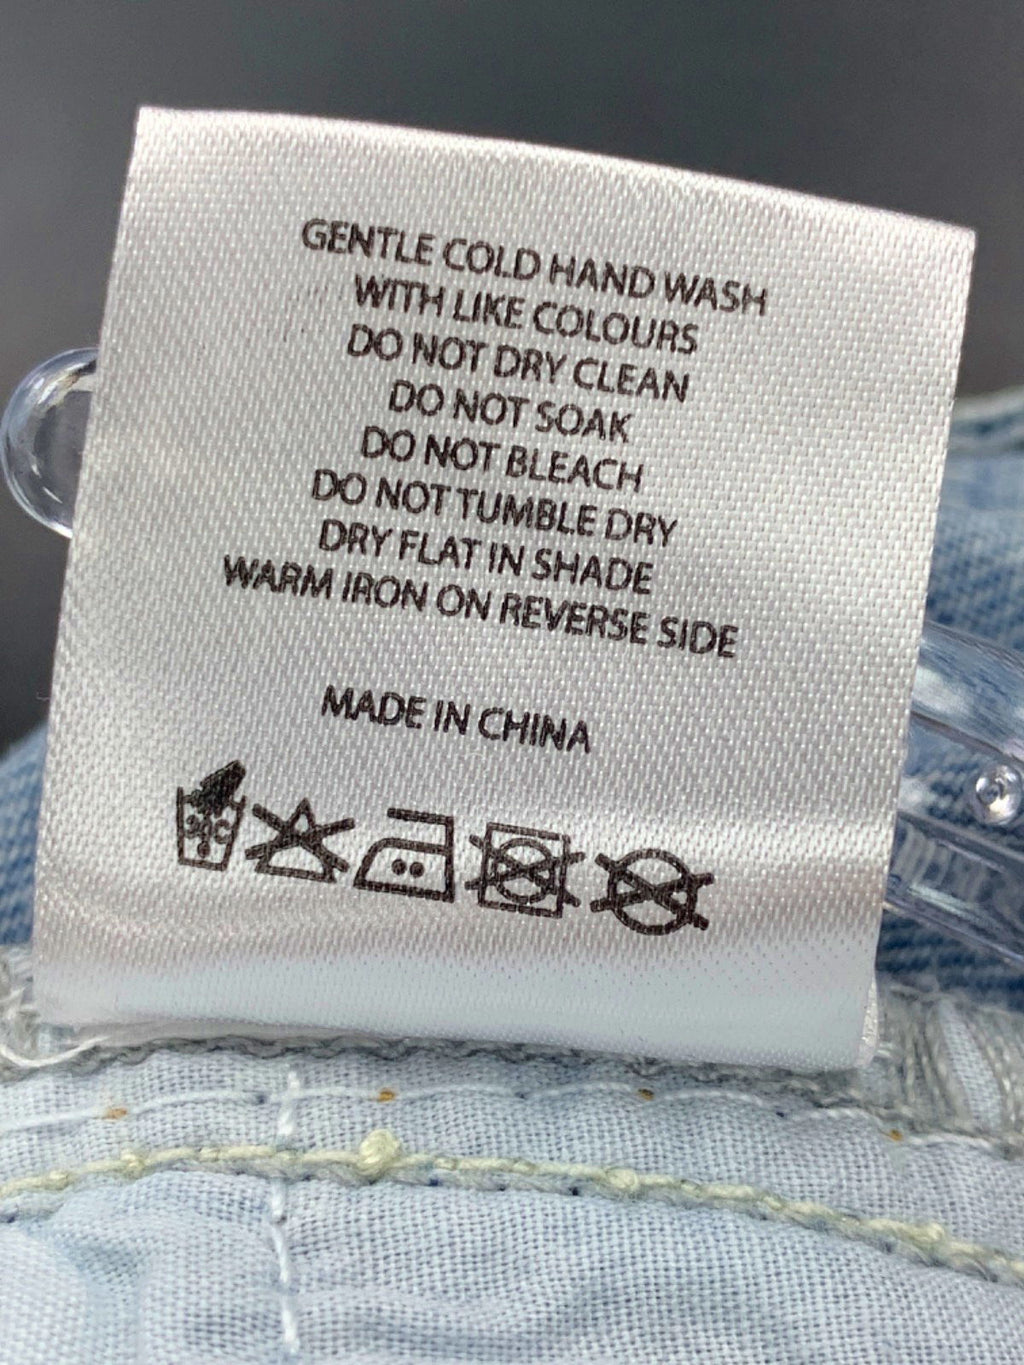 GENTLE COLD HAND WASH
WITH LIKE COLOURS
DO NOT DRY CLEAN
DO NOT SOAK
DO NOT BLEACH
DO NOT TUMBLE DRY
DRY FLAT IN SHADE
WARM IRON ON REVERSE SIDE
MADE IN CHINA